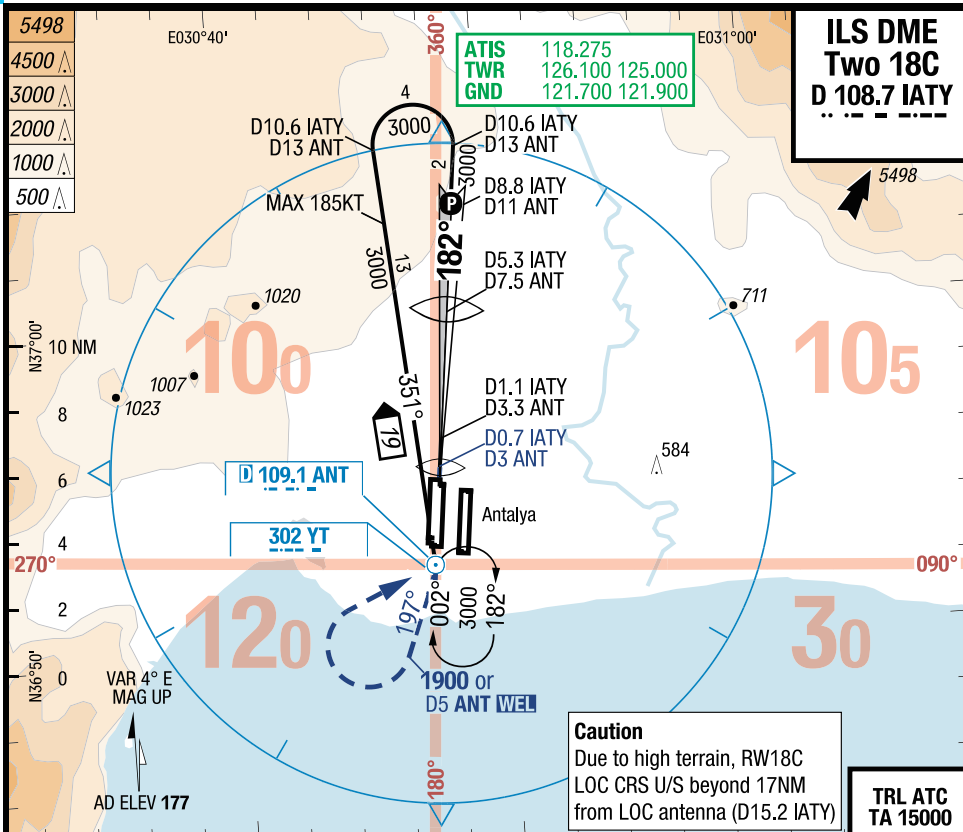 5498
4500
3000
2000
1000
500
E030°40'
360°
E031°00'
ATIS 118.275
TWR 126.100 125.000
GND 121.700 121.900
ILS DME
Two 18C
D 108.7 IATY
5498
4
3000
D10.6 IATY
D13 ANT
D10.6 IATY
D13 ANT
2
3000
D8.8 IATY
D11 ANT
P
MAX 185KT
182°
13
3000
D5.3 IATY
D7.5 ANT
1020
711
N37°00'
10 NM
100
105
1007
1023
351°
D1.1 IATY
D3.3 ANT
8
19
D0.7 IATY
D3 ANT
584
6
D 109.1 ANT
Antalya
302 YT
4
270°
090°
2
120
197°
002°
3000
182°
30
N36°50'
0
VAR 4° E
MAG UP
1900 or
D5 ANT WEL
AD ELEV 177
180°
Caution
Due to high terrain, RW18C
LOC CRS U/S beyond 17NM
from LOC antenna (D15.2 IATY)
TRL ATC
TA 15000